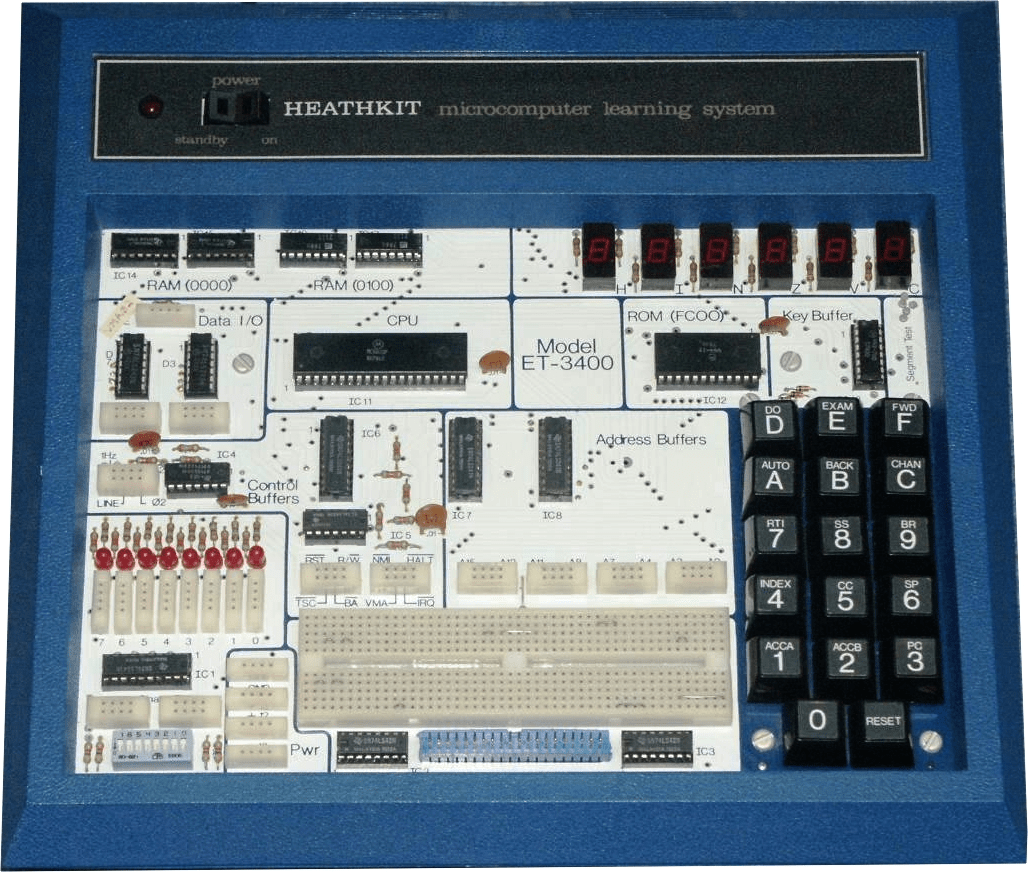 power
HEATHKIT microcomputer learning system
standby on
IC14
RAM (0000)
RAM (0100)
H I N Z V C
Data I/O
CPU
Model
ET-3400
ROM (FC00)
Key Buffer
Segment Test
D3
1
IC11
IC12
IC6
Address Buffers
1Hz
IC4
Control
Buffers
LINE
Ø2
IC7
IC8
IC5
RST R/W NMI HALT
TSC BA VMA IRQ
7 6 5 4 3 2 1 0
IC1
Pwr
IC3
DO
D
EXAM
E
FWD
F
AUTO
A
BACK
B
CHAN
C
RTI
7
SS
8
BR
9
INDEX
4
CC
5
SP
6
ACCA
1
ACCB
2
PC
3
0
RESET